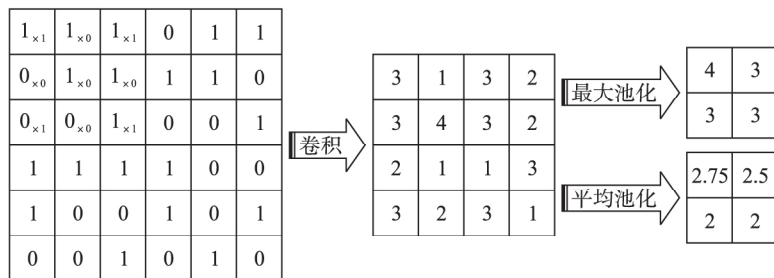 1×1 1×0 1×1 0 1 1
0×0 1×0 1×0 1 1 0
0×1 0×0 1×1 0 0 1
1 1 1 1 0 0
1 0 0 1 0 1
0 0 1 0 1 0
卷积
3 1 3 2
3 4 3 2
2 1 1 3
3 2 3 1
最大池化
4 3
3 3
平均池化
2.75 2.5
2 2